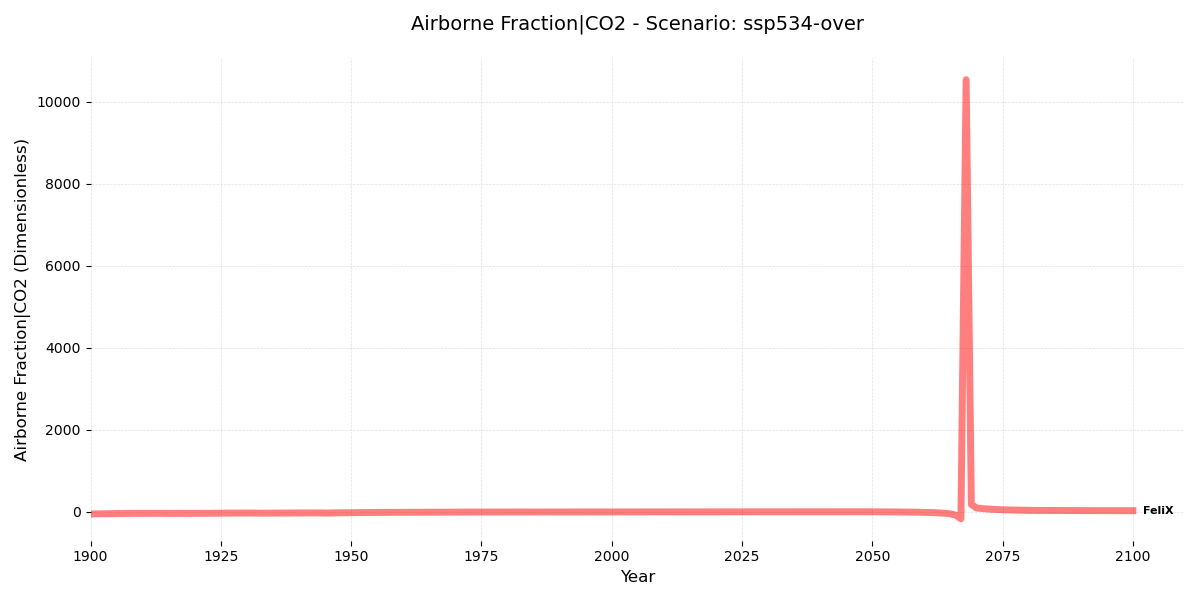 Airborne Fraction|CO2 - Scenario: ssp534-over
Airborne Fraction|CO2 (Dimensionless)
10000
8000
6000
4000
2000
0
FeliX
1900 1925 1950 1975 2000 2025 2050 2075 2100
Year